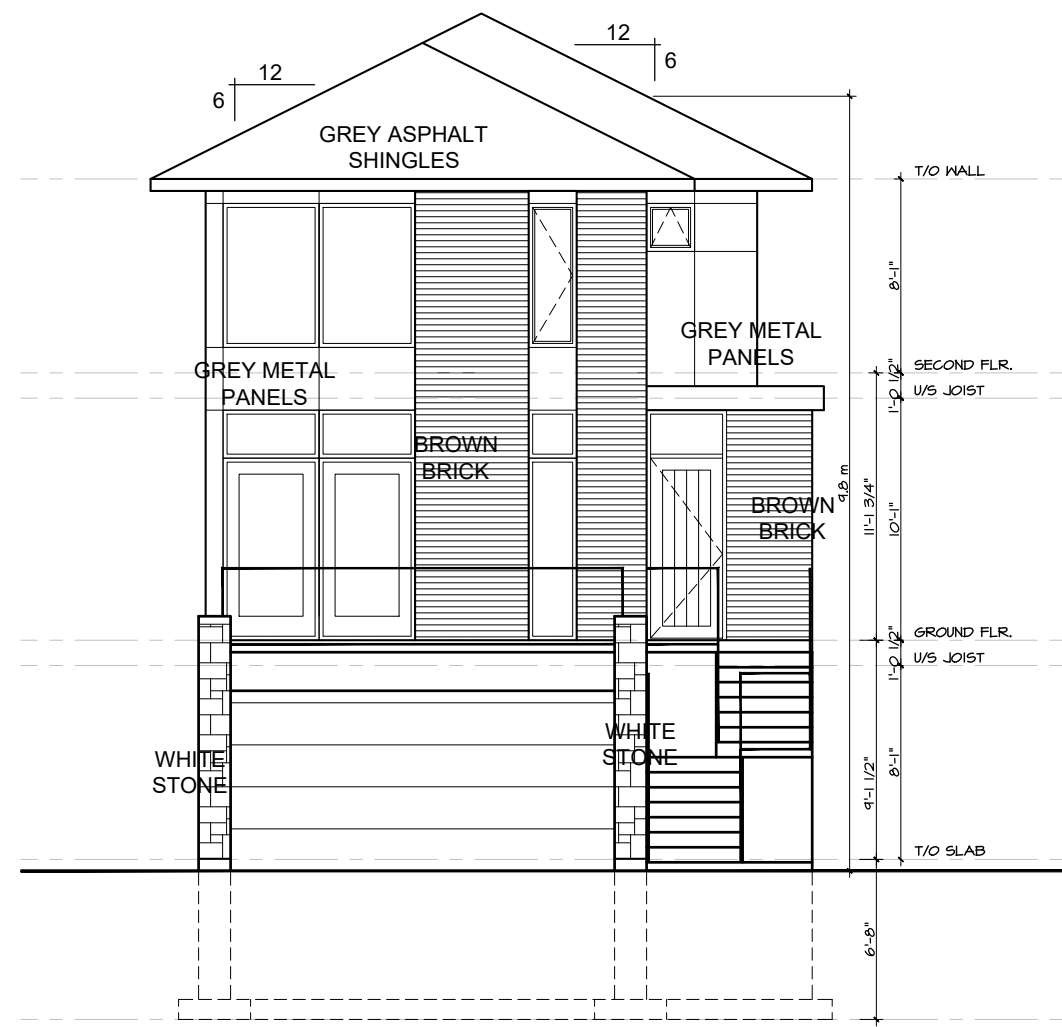 12
6
12
6
GREY ASPHALT
SHINGLES
T/O WALL
8'-1"
GREY METAL
PANELS
GREY METAL
PANELS
SECOND FLR.
1'-0 1/2"
U/S JOIST
BROWN
BRICK
9.8 m
11'-1 3/4"
10'-1"
BROWN
BRICK
GROUND FLR.
1'-0 1/2"
U/S JOIST
WHITE
STONE
WHITE
STONE
9'-1 1/2"
8'-1"
T/O SLAB
6'-8"